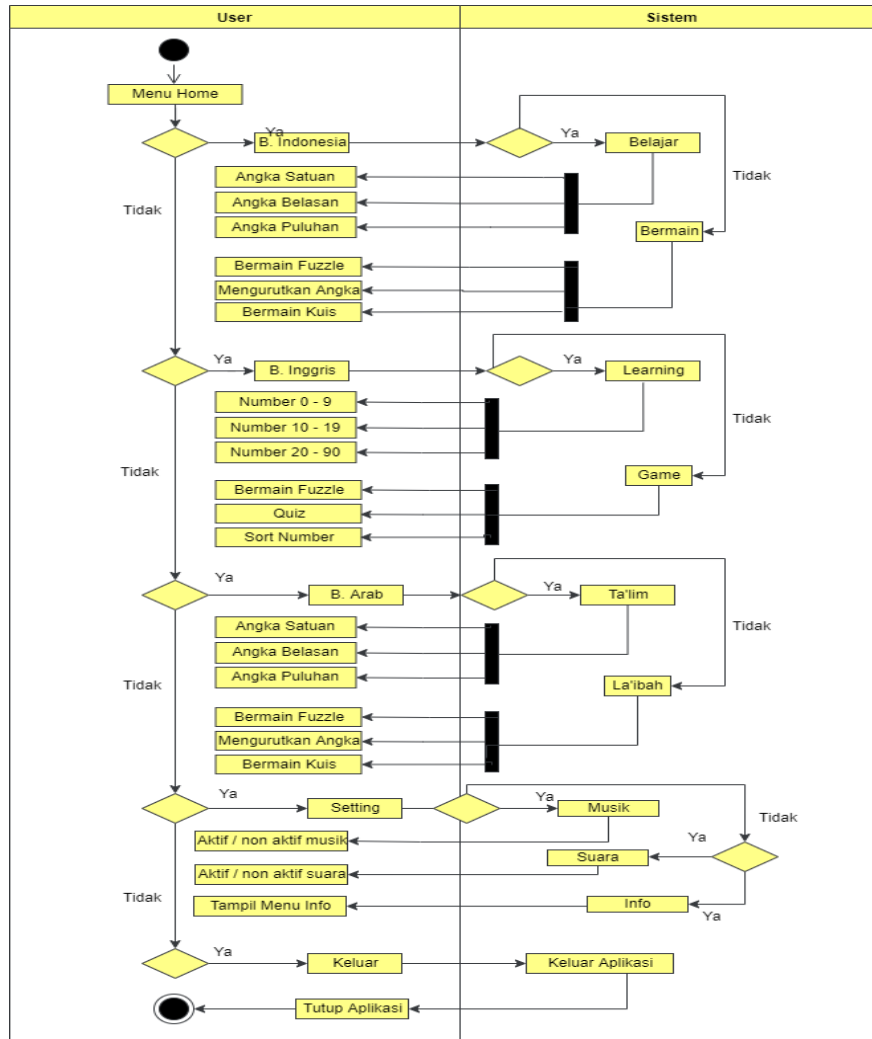 User
Sistem
Menu Home
Ya
B. Indonesia
Ya
Belajar
Angka Satuan
Tidak
Angka Belasan
Tidak
Angka Puluhan
Bermain
Bermain Fuzzle
Mengurutkan Angka
Bermain Kuis
Ya
B. Inggris
Ya
Learning
Number 0 - 9
Number 10 - 19
Tidak
Number 20 - 90
Tidak
Game
Bermain Fuzzle
Quiz
Sort Number
Ya
B. Arab
Ya
Ta'lim
Angka Satuan
Tidak
Angka Belasan
Angka Puluhan
Tidak
La'ibah
Bermain Fuzzle
Mengurutkan Angka
Bermain Kuis
Ya
Setting
Ya
Musik
Tidak
Aktif / non aktif musik
Ya
Suara
Aktif / non aktif suara
Tidak
Tampil Menu Info
Info
Ya
Ya
Keluar
Keluar Aplikasi
Tutup Aplikasi